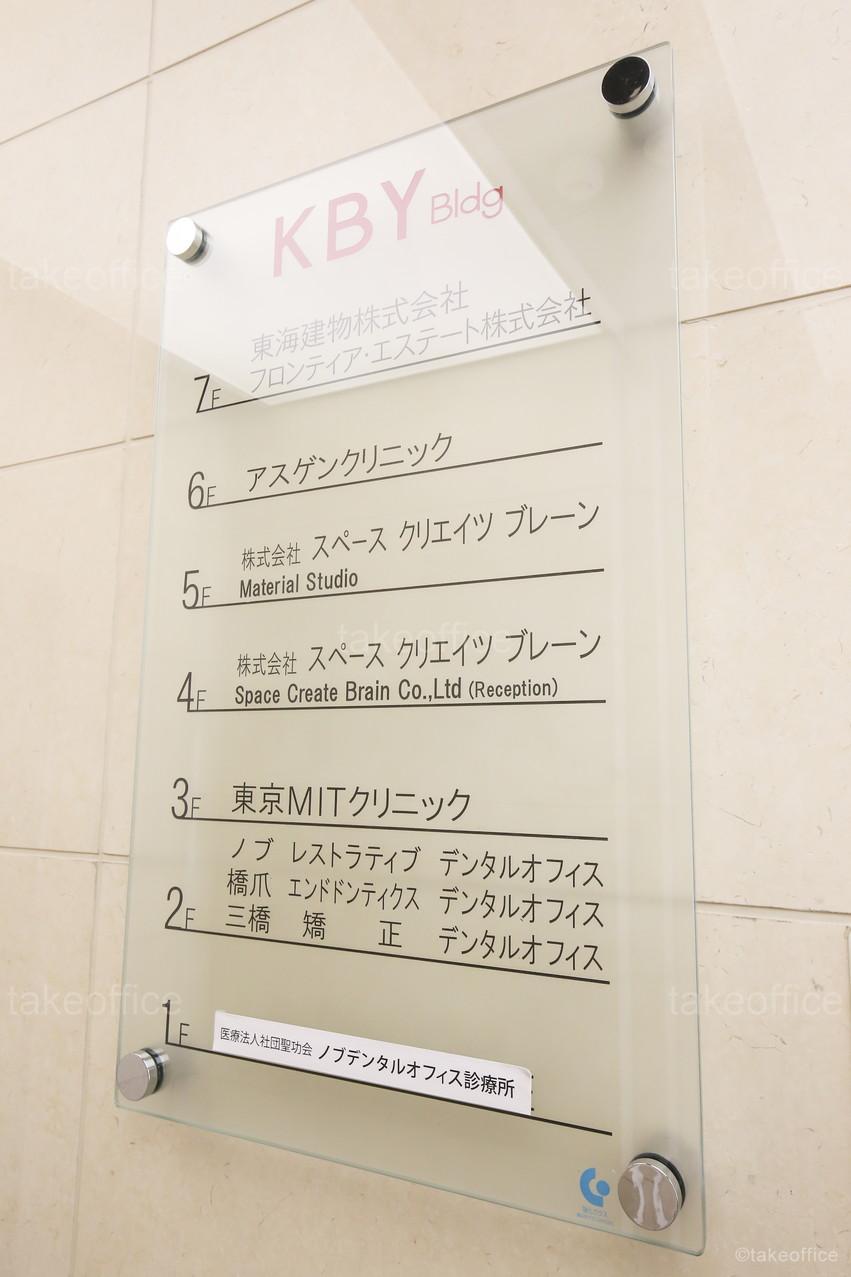 KBY Bldg
東海建物株式会社
フロンティア・エステート株式会社
7F
アスゲンクリニック
6F
株式会社 スペース クリエイツ ブレーン
Material Studio
5F
株式会社 スペース クリエイツ ブレーン
Space Create Brain Co.,Ltd (Reception)
4F
3F 東京MITクリニック
ノブ レストラティブ デンタルオフィス
橋爪 エンドドンティクス デンタルオフィス
2F 三橋 矯 正 デンタルオフィス
1F
医療法人社団聖功会 ノブデンタルオフィス診療所
takeoffice
takeoffice
takeoffice
takeoffice
takeoffice
©takeoffice